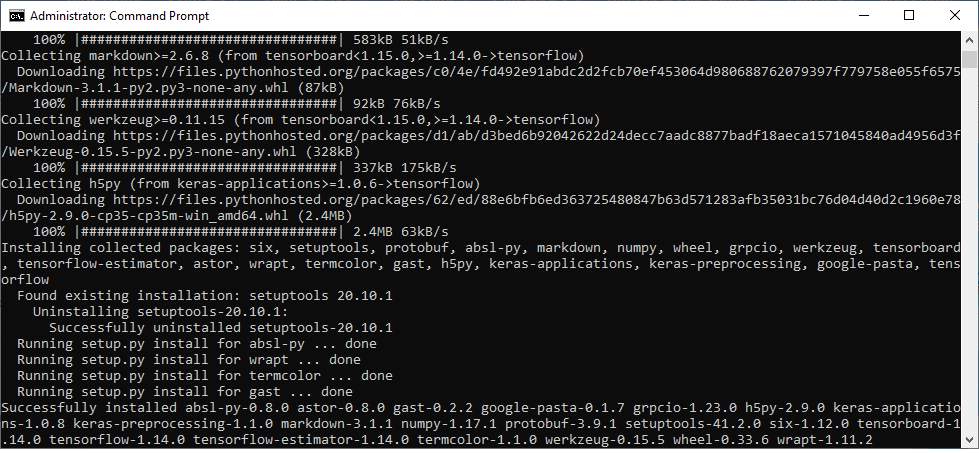 Administrator: Command Prompt
100% |################################| 583kB 51kB/s
Collecting markdown>=2.6.8 (from tensorboard<1.15.0,>=1.14.0->tensorflow)
Downloading https://files.pythonhosted.org/packages/c0/4e/fd492e91abdc2d2fcb70ef453064d980688762079397f779758e055f6575
/Markdown-3.1.1-py2.py3-none-any.whl (87kB)
100% |################################| 92kB 76kB/s
Collecting werkzeug>=0.11.15 (from tensorboard<1.15.0,>=1.14.0->tensorflow)
Downloading https://files.pythonhosted.org/packages/d1/ab/d3bed6b92042622d24decc7aadc8877badf18aeca1571045840ad4956d3f
/Werkzeug-0.15.5-py2.py3-none-any.whl (328kB)
100% |################################| 337kB 175kB/s
Collecting h5py (from keras-applications>=1.0.6->tensorflow)
Downloading https://files.pythonhosted.org/packages/62/ed/88e6bfb6ed363725480847b63d571283afb35031bc76d04d40d2c1960e78
/h5py-2.9.0-cp35-cp35m-win_amd64.whl (2.4MB)
100% |################################| 2.4MB 63kB/s
Installing collected packages: six, setuptools, protobuf, absl-py, markdown, numpy, wheel, grpcio, werkzeug, tensorboard
, tensorflow-estimator, astor, wrapt, termcolor, gast, h5py, keras-applications, keras-preprocessing, google-pasta, tens
orflow
Found existing installation: setuptools 20.10.1
Uninstalling setuptools-20.10.1:
Successfully uninstalled setuptools-20.10.1
Running setup.py install for absl-py ... done
Running setup.py install for wrapt ... done
Running setup.py install for termcolor ... done
Running setup.py install for gast ... done
Successfully installed absl-py-0.8.0 astor-0.8.0 gast-0.2.2 google-pasta-0.1.7 grpcio-1.23.0 h5py-2.9.0 keras-applicatio
ns-1.0.8 keras-preprocessing-1.1.0 markdown-3.1.1 numpy-1.17.1 protobuf-3.9.1 setuptools-41.2.0 six-1.12.0 tensorboard-1
.14.0 tensorflow-1.14.0 tensorflow-estimator-1.14.0 termcolor-1.1.0 werkzeug-0.15.5 wheel-0.33.6 wrapt-1.11.2